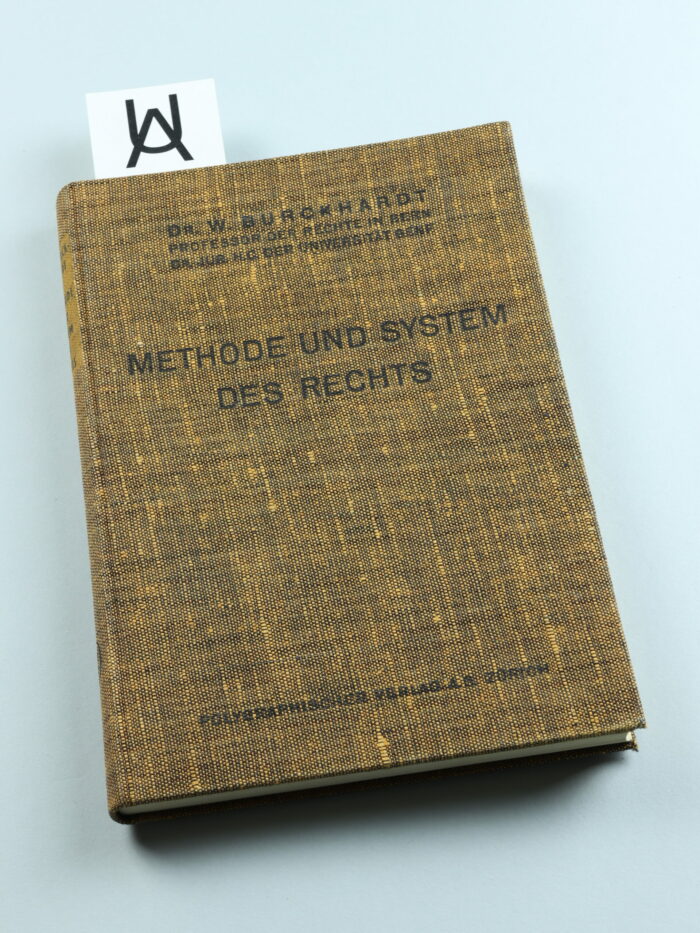 DR. W. BURCKHARDT
PROFESSOR DER RECHTE IN BERN
DR. JUR. H.C. DER UNIVERSITÄT GENF
METHODE UND SYSTEM
DES RECHTS
POLYGRAPHISCHER VERLAG A.G. ZÜRICH